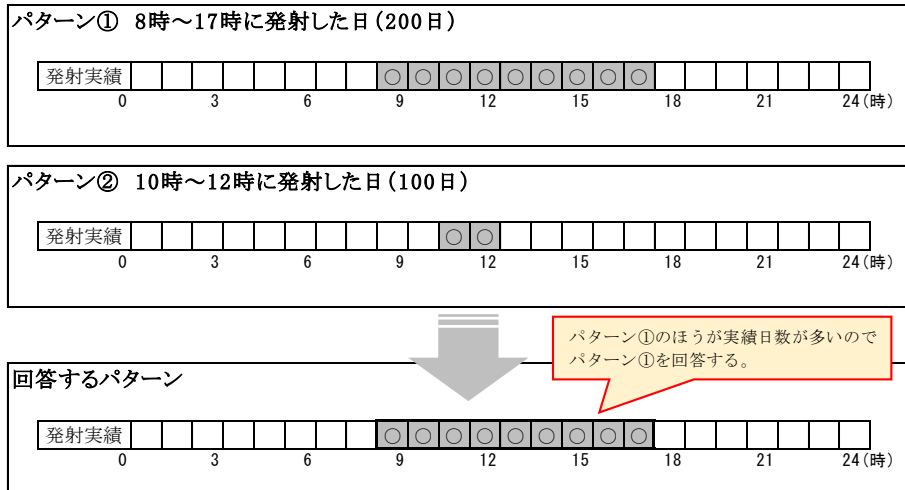 パターン① 8時～17時に発射した日(200日)
発射実績 ○ ○ ○ ○ ○ ○ ○ ○ ○
0 3 6 9 12 15 18 21 24(時)
パターン② 10時～12時に発射した日(100日)
発射実績 ○ ○
0 3 6 9 12 15 18 21 24(時)
パターン①のほうが実績日数が多いので
パターン①を回答する。
回答するパターン
発射実績 ○ ○ ○ ○ ○ ○ ○ ○ ○
0 3 6 9 12 15 18 21 24(時)